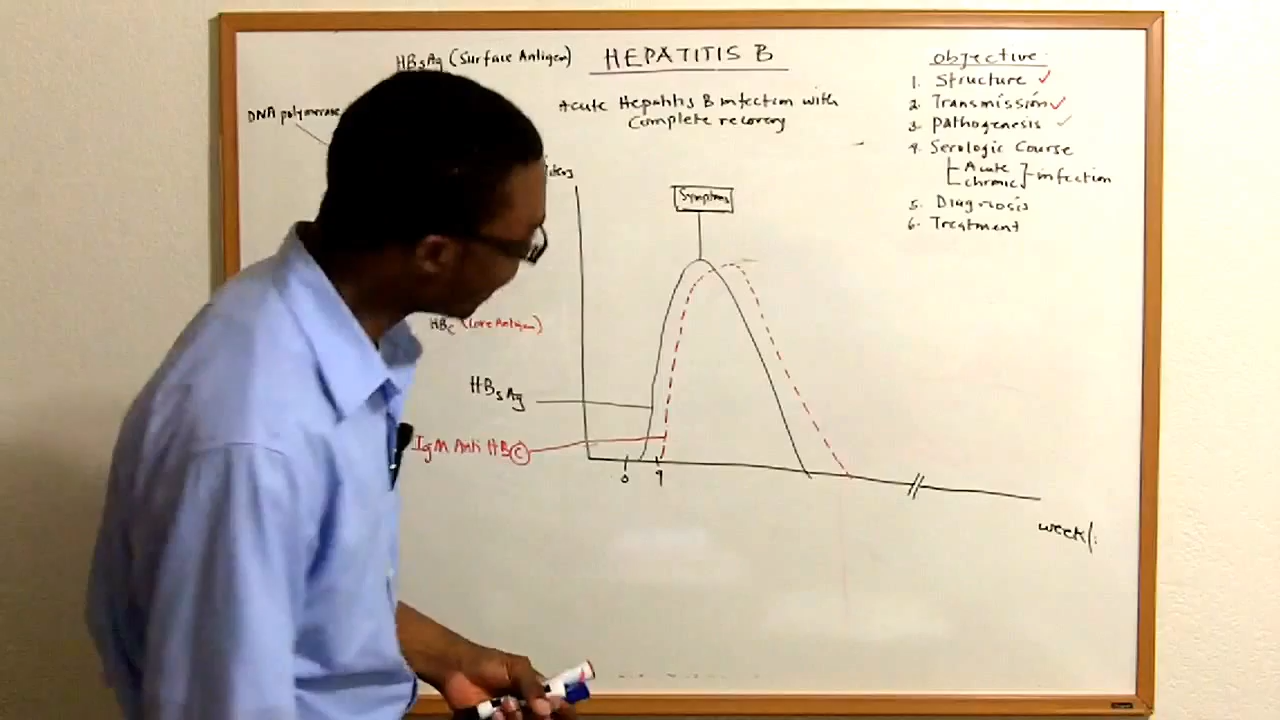 HBsAg (Surface Antigen)
HEPATITIS B
DNA polymerase
Acute Hepatitis B infection with
Complete recovery
Objective
1. Structure ✓
2. Transmission ✓
3. Pathogenesis ✓
4. Serologic Course
Acute
chronic
infection
5. Diagnosis
6. Treatment
Symptoms
HBc (Core Antigen)
HBsAg
IgM Anti HBc
0
4
week